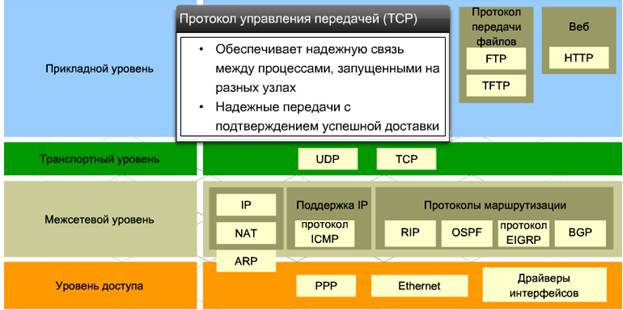 Протокол управления передачей (TCP)
• Обеспечивает надежную связь
между процессами, запущенными на
разных узлах
• Надежные передачи с
подтверждением успешной доставки
Прикладной уровень
Протокол
передачи
файлов
FTP
TFTP
Веб
HTTP
Транспортный уровень
UDP
TCP
Межсетевой уровень
IP
NAT
ARP
Поддержка IP
протокол
ICMP
Протоколы маршрутизации
RIP
OSPF
протокол
EIGRP
BGP
Уровень доступа
PPP
Ethernet
Драйверы
интерфейсов